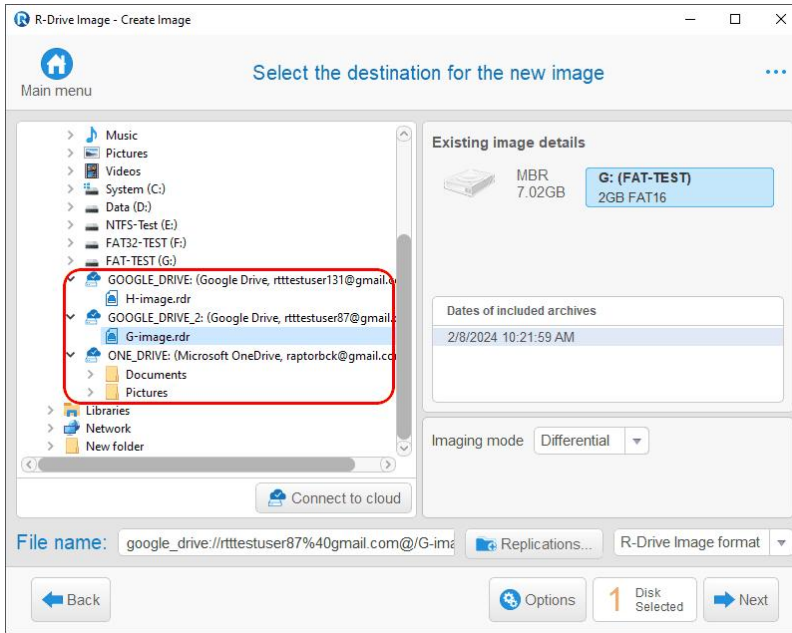 R-Drive Image - Create Image
Main menu
Select the destination for the new image
Music
Pictures
Videos
System (C:)
Data (D:)
NTFS-Test (E:)
FAT32-TEST (F:)
FAT-TEST (G:)
GOOGLE_DRIVE: (Google Drive, rtttestuser131@gmail.co
H-image.rdr
GOOGLE_DRIVE_2: (Google Drive, rtttestuser87@gmail.
G-image.rdr
ONE_DRIVE: (Microsoft OneDrive, raptorbck@gmail.co
Documents
Pictures
Libraries
Network
New folder
Connect to cloud
Existing image details
MBR
7.02GB
G: (FAT-TEST)
2GB FAT16
Dates of included archives
2/8/2024 10:21:59 AM
Imaging mode Differential
File name: google_drive://rtttestuser87%40gmail.com@/G-ima Replications... R-Drive Image format
Back
Options
1 Disk Selected
Next